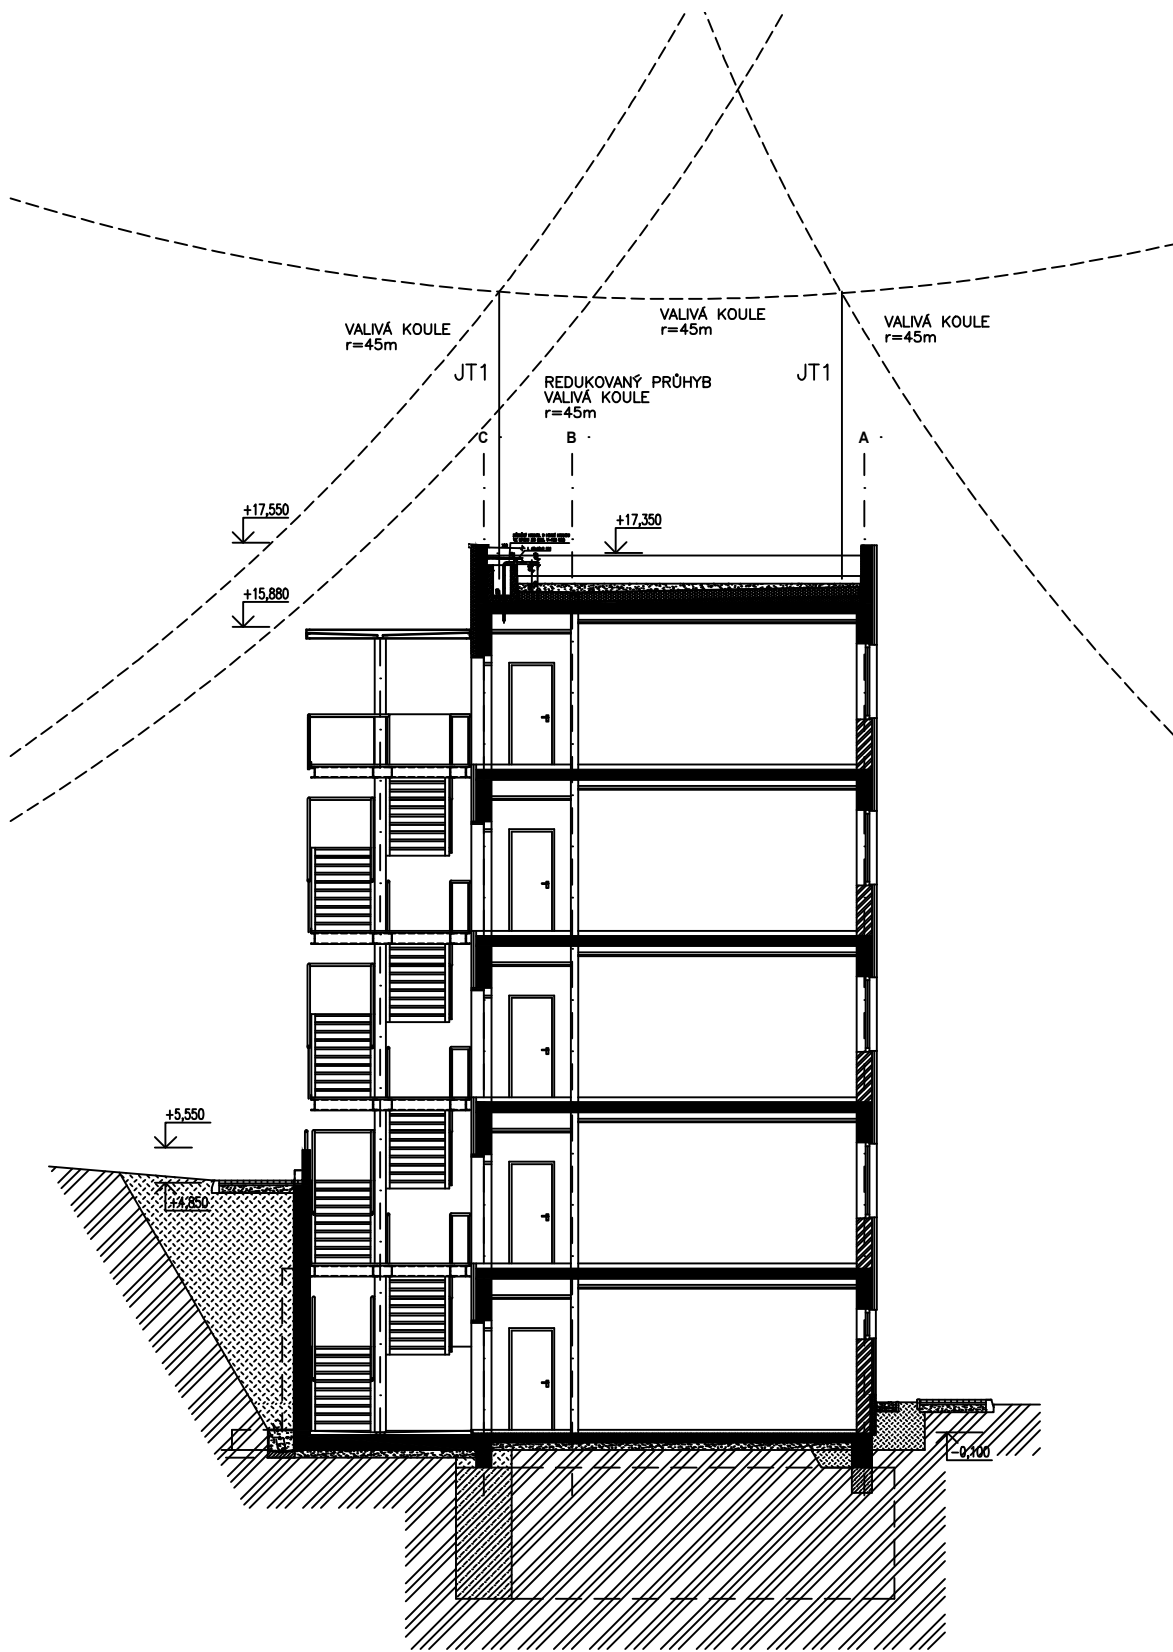 VALIVÁ KOULE
r=45m
VALIVÁ KOULE
r=45m
VALIVÁ KOULE
r=45m
JT1
JT1
REDUKOVANÝ PRŮHYB
VALIVÁ KOULE
r=45m
C
B
A
+17,550
+17,350
+15,880
+5,550
+4,850
-0,100